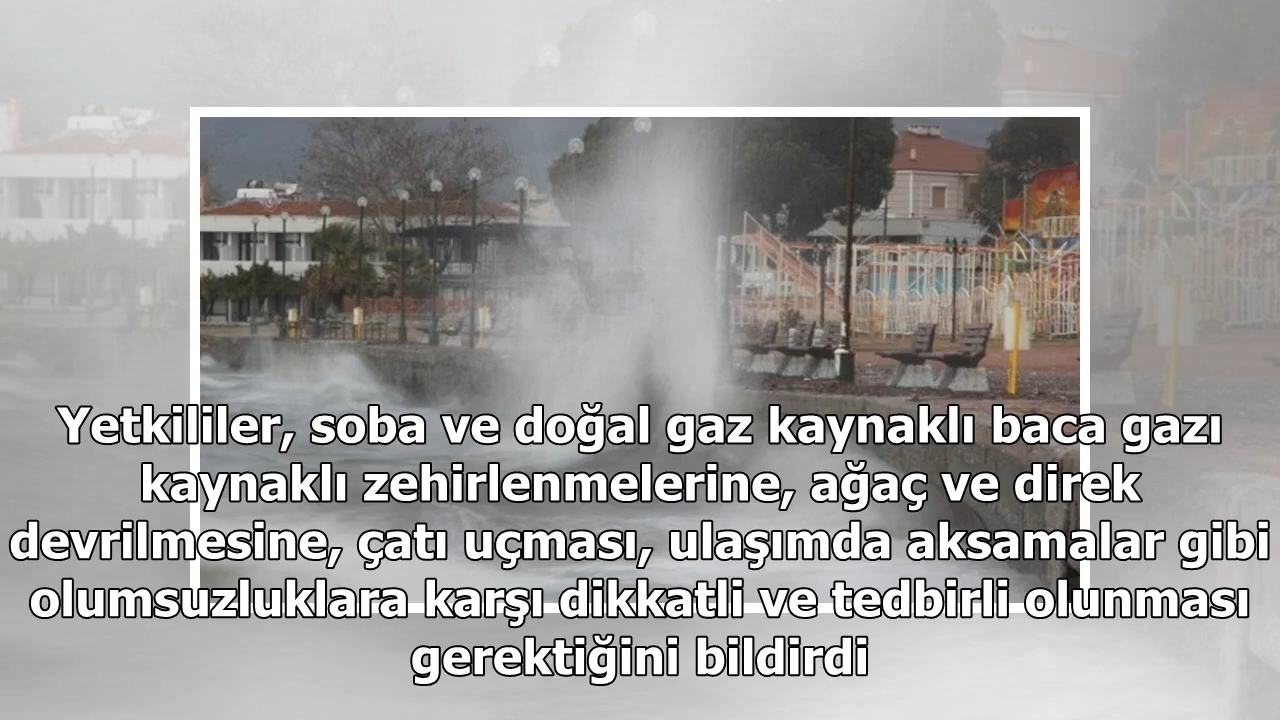 Yetkililer, soba ve doğal gaz kaynaklı baca gazı
kaynaklı zehirlenmelerine, ağaç ve direk
devrilmesine, çatı uçması, ulaşımda aksamalar gibi
olumsuzluklara karşı dikkatli ve tedbirli olunması
gerektiğini bildirdi